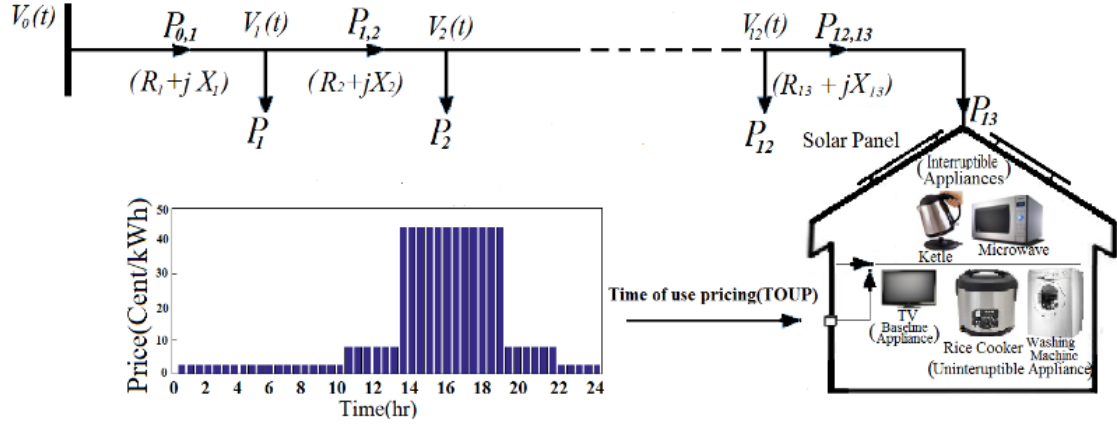 V₀(t)
P₀,₁
V₁(t)
P₁,₂
V₂(t)
V₁₂(t)
P₁₂,₁₃
(R₁+j X₁)
(R₂+jX₂)
(R₁₃ + jX₁₃)
P₁
P₂
P₁₂
P₁₃
Solar Panel
(Interruptible
Appliances)
Ketle
Microwave
Price(Cent/kWh)
50
40
30
20
10
0
0 2 4 6 8 10 12 14 16 18 20 22 24
Time(hr)
Time of use pricing(TOUP)
TV
(Baseline
Appliance)
Rice Cooker
Washing
Machine
(Uninteruptible Appliance)